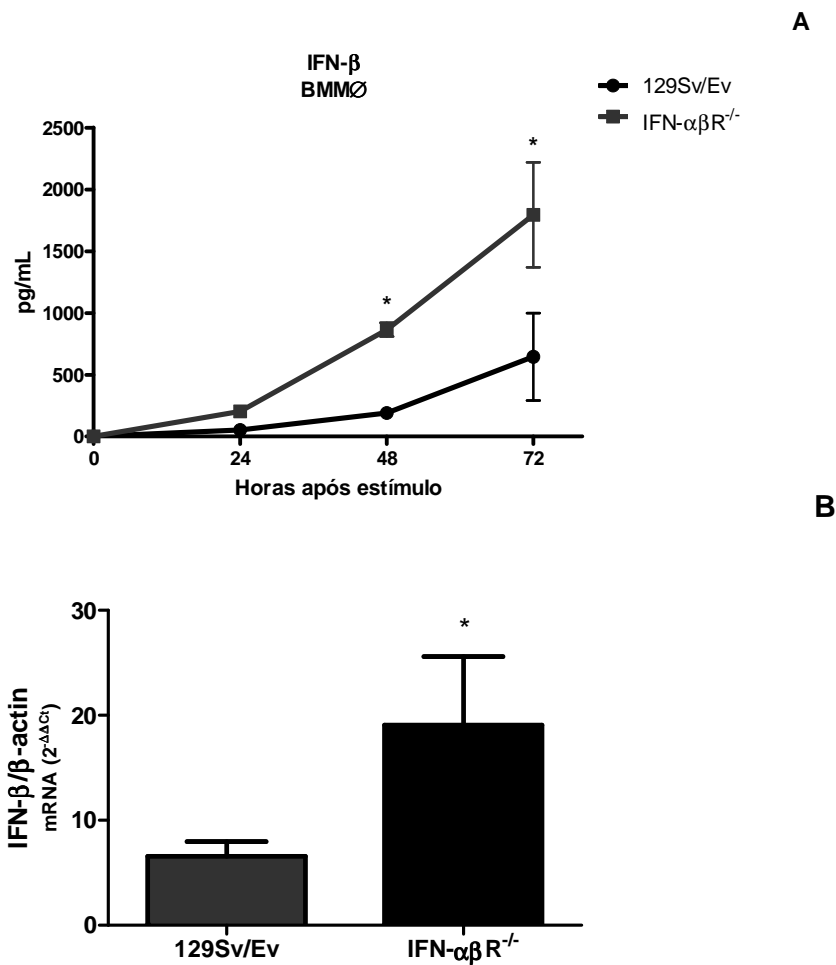 A
IFN-β
BMMØ
129Sv/Ev
IFN-αβR-/-
2500
2000
1500
1000
500
0
pg/mL
*
*
0 24 48 72
Horas após estímulo
B
30
20
10
0
IFN-β/β-actin
mRNA (2-ΔΔCt)
*
129Sv/Ev IFN-αβR-/-